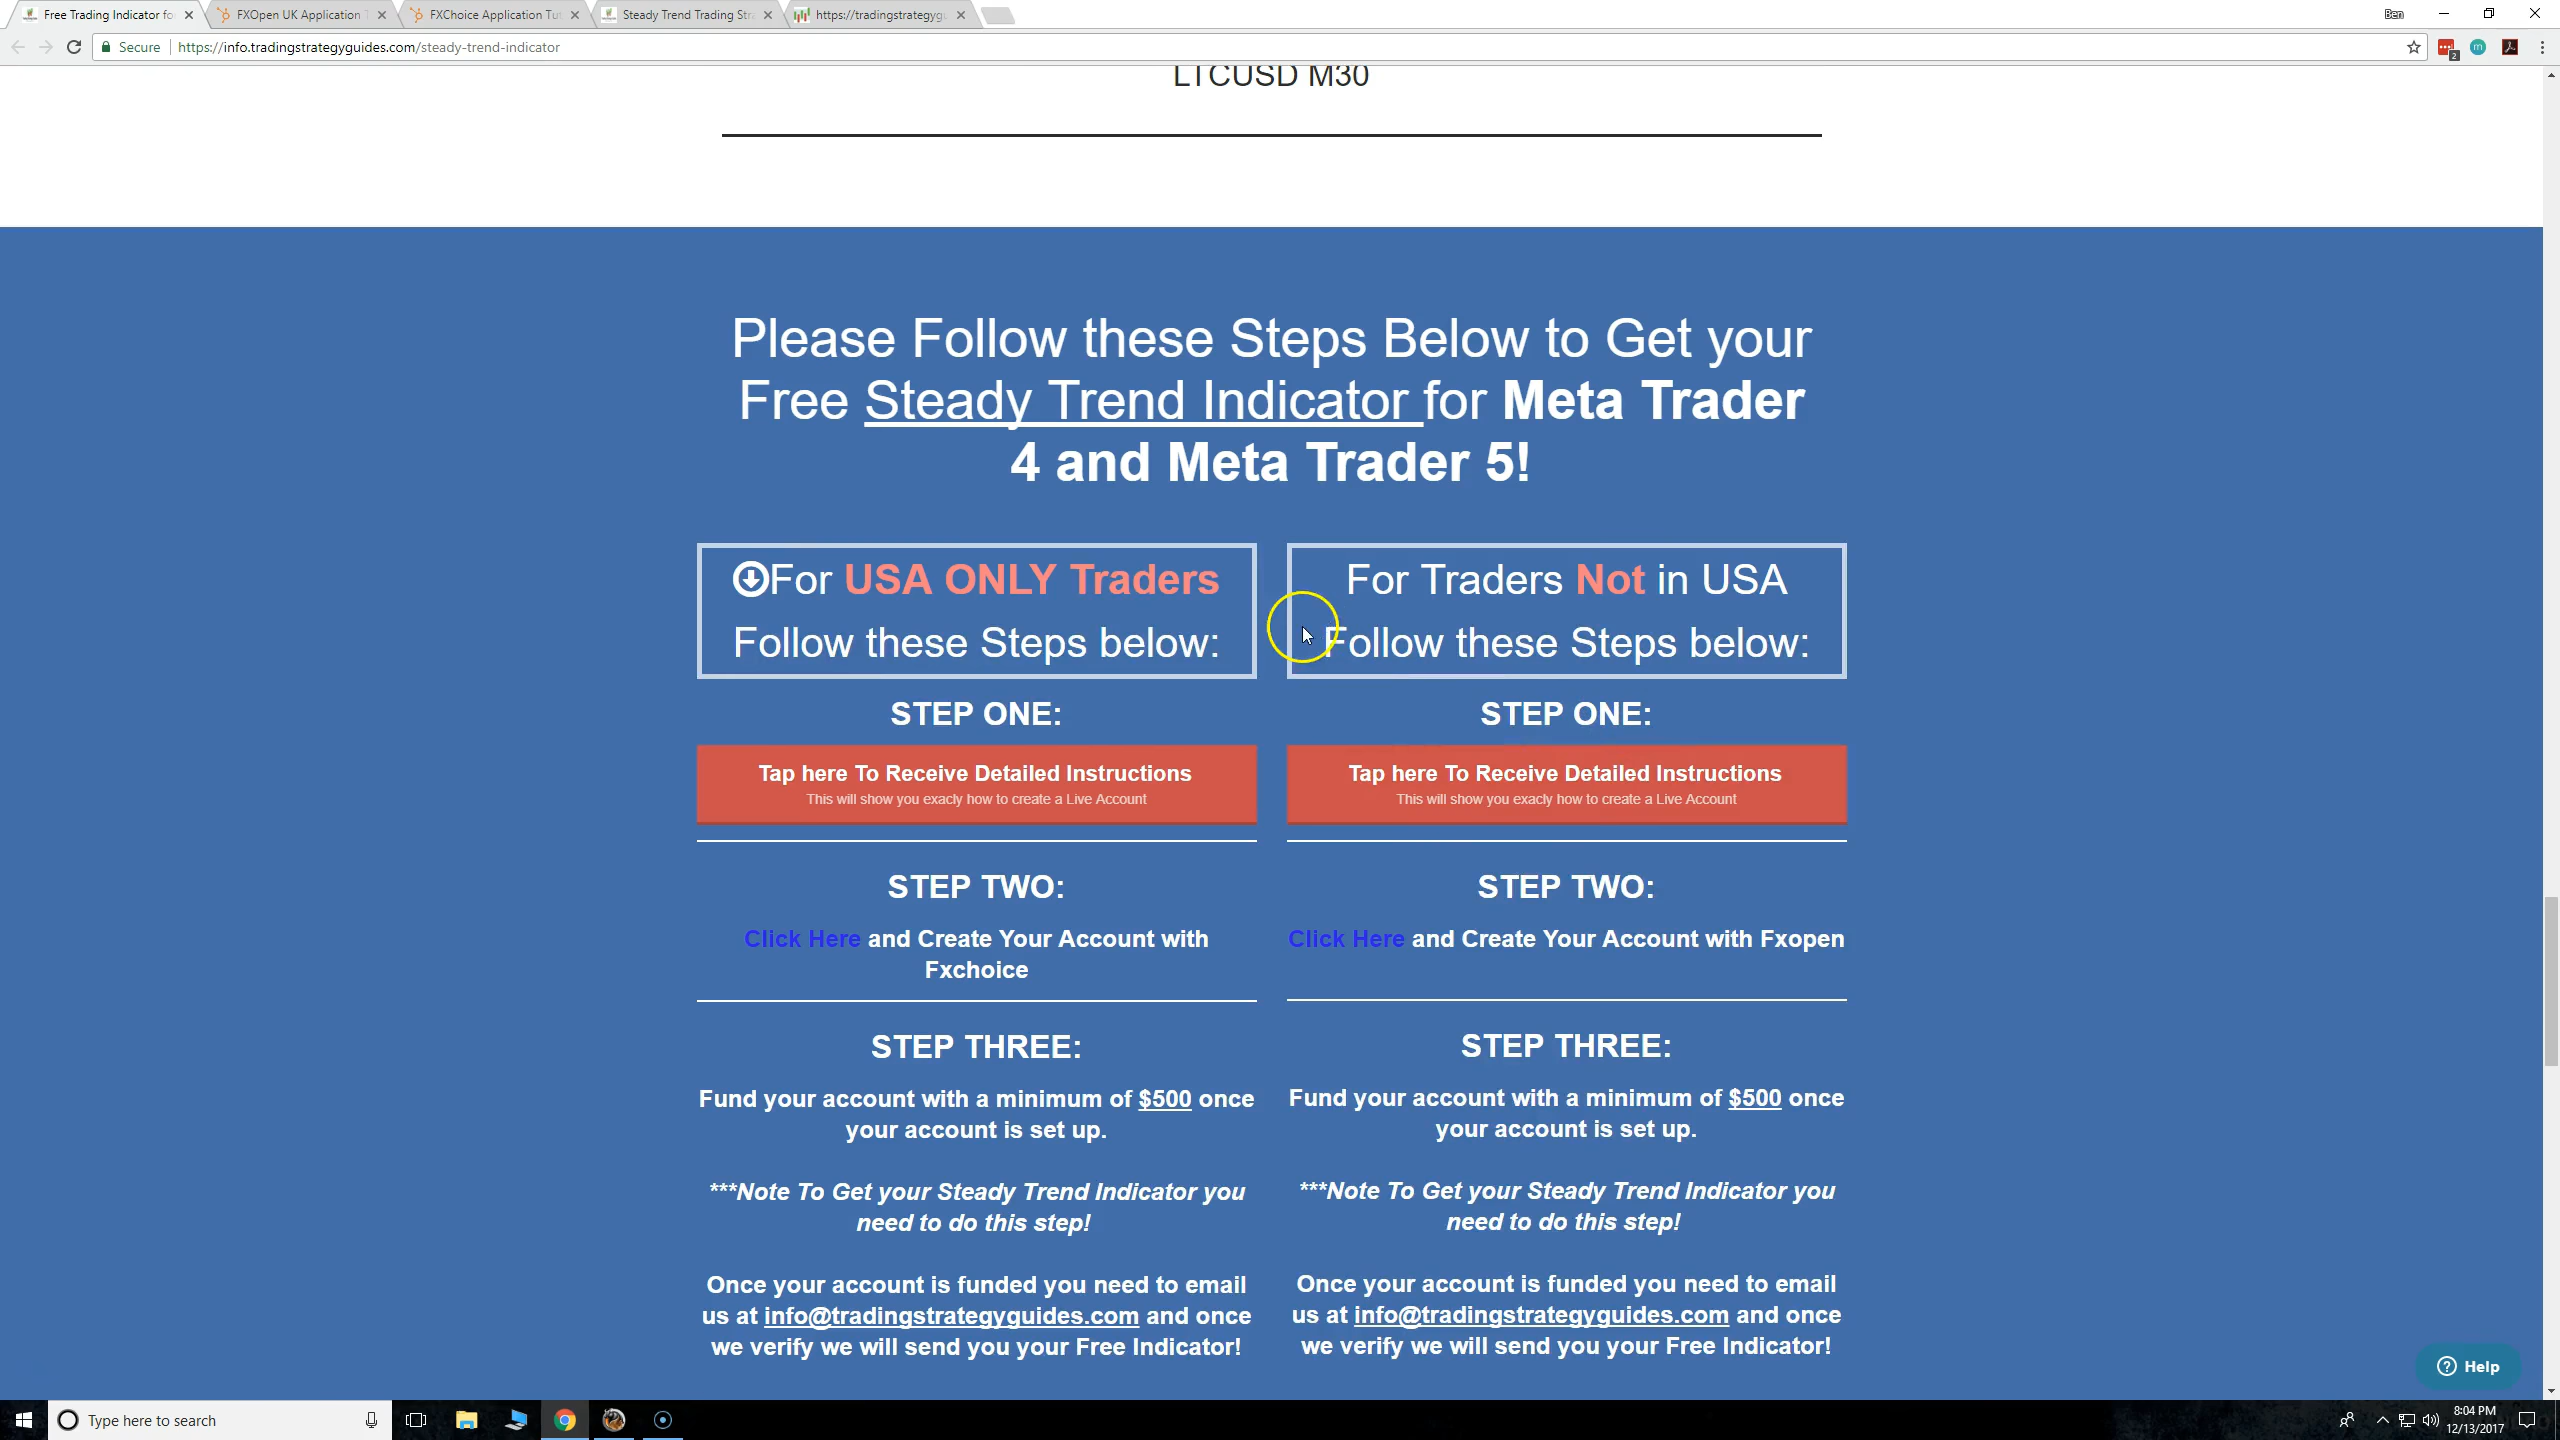 Free Trading Indicator fo
FXOpen UK Application T
FXChoice Application Tut
Steady Trend Trading Str
https://tradingstrategyg
Ben
Secure
https://info.tradingstrategyguides.com/steady-trend-indicator
2
m
LTCUSD M30
Please Follow these Steps Below to Get your
Free Steady Trend Indicator for Meta Trader
4 and Meta Trader 5!
For USA ONLY Traders
Follow these Steps below:
STEP ONE:
Tap here To Receive Detailed Instructions
This will show you exacly how to create a Live Account
STEP TWO:
Click Here and Create Your Account with
Fxchoice
STEP THREE:
Fund your account with a minimum of $500 once
your account is set up.
***Note To Get your Steady Trend Indicator you
need to do this step!
Once your account is funded you need to email
us at info@tradingstrategyguides.com and once
we verify we will send you your Free Indicator!
For Traders Not in USA
Follow these Steps below:
STEP ONE:
Tap here To Receive Detailed Instructions
This will show you exacly how to create a Live Account
STEP TWO:
Click Here and Create Your Account with Fxopen
STEP THREE:
Fund your account with a minimum of $500 once
your account is set up.
***Note To Get your Steady Trend Indicator you
need to do this step!
Once your account is funded you need to email
us at info@tradingstrategyguides.com and once
we verify we will send you your Free Indicator!
Help
Type here to search
8:04 PM
12/13/2017